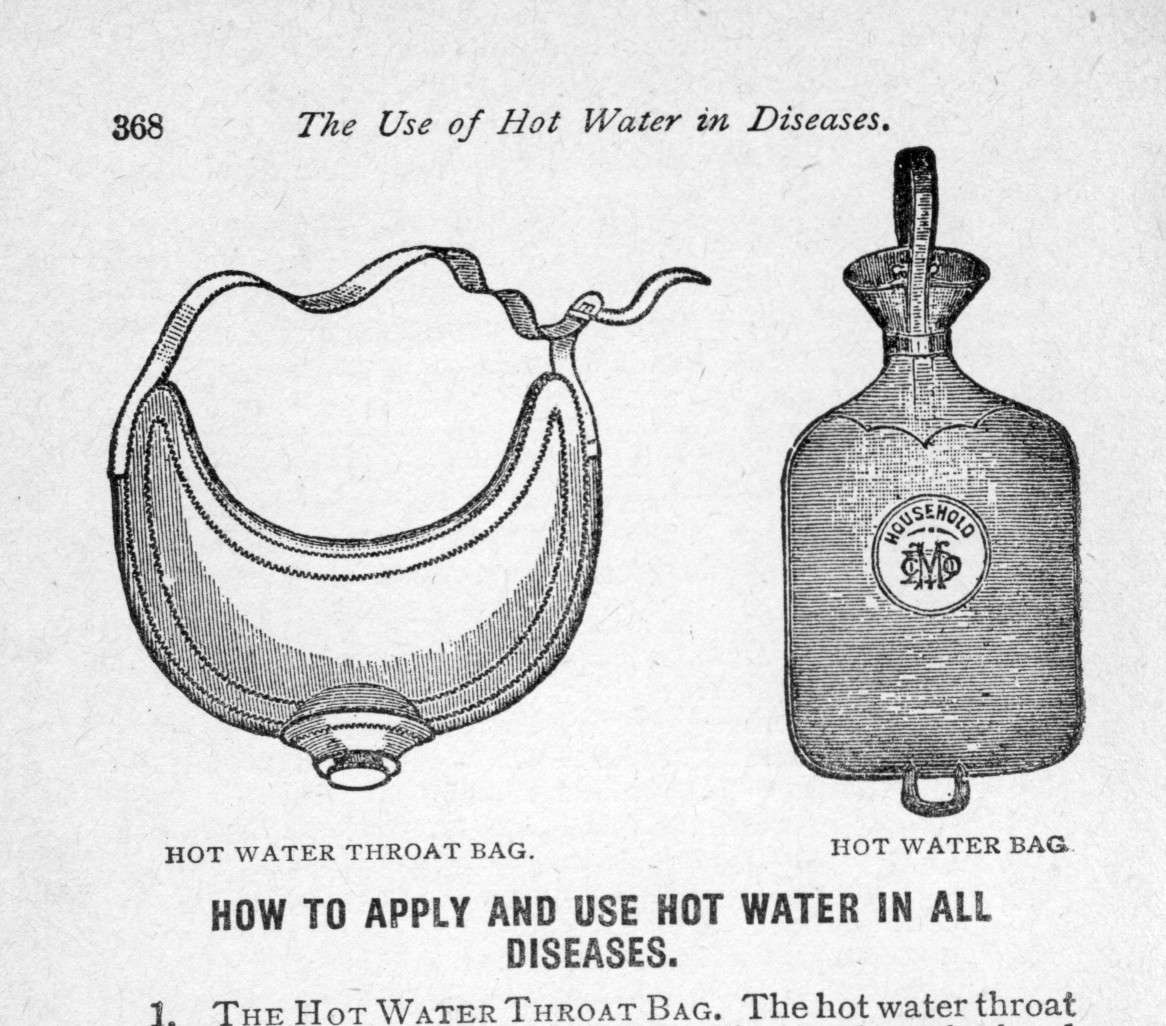 368 The Use of Hot Water in Diseases.
HOUSEHOLD
HOT WATER THROAT BAG. HOT WATER BAG.
HOW TO APPLY AND USE HOT WATER IN ALL
DISEASES.
1. THE HOT WATER THROAT BAG. The hot water throat